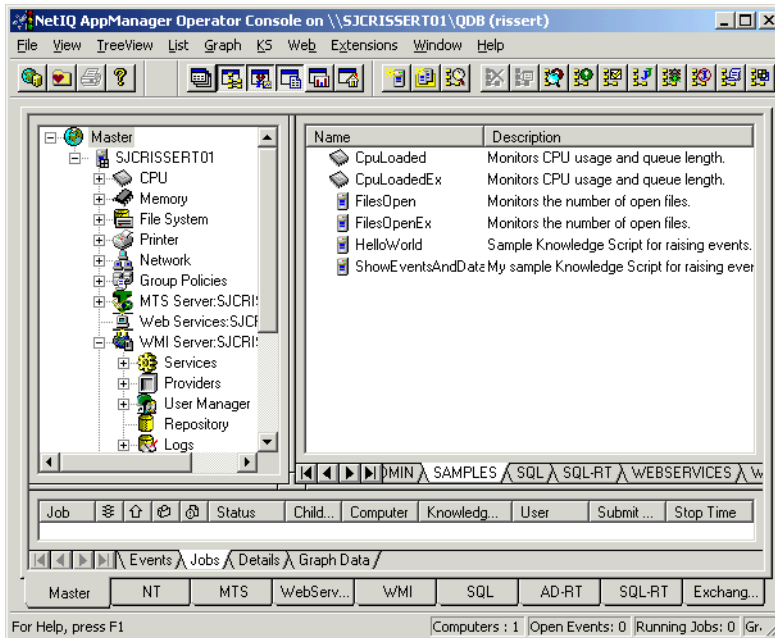 NetIQ AppManager Operator Console on \\SJCRISSERT01\QDB (rissert)
File View TreeView List Graph KS Web Extensions Window Help
Master
SJCRISSERT01
CPU
Memory
File System
Printer
Network
Group Policies
MTS Server:SJCRI
Web Services:SJCF
WMI Server:SJCRI
Services
Providers
User Manager
Repository
Logs
Name Description
CpuLoaded Monitors CPU usage and queue length.
CpuLoadedEx Monitors CPU usage and queue length.
FilesOpen Monitors the number of open files.
FilesOpenEx Monitors the number of open files.
HelloWorld Sample Knowledge Script for raising events.
ShowEventsAndData My sample Knowledge Script for raising ever
DMIN SAMPLES SQL SQL-RT WEBSERVICES W
Job Status Child... Computer Knowledg... User Submit ... Stop Time
Events Jobs Details Graph Data
Master NT MTS WebServ... WMI SQL AD-RT SQL-RT Exchang...
For Help, press F1 Computers : 1 Open Events: 0 Running Jobs: 0 Gr.